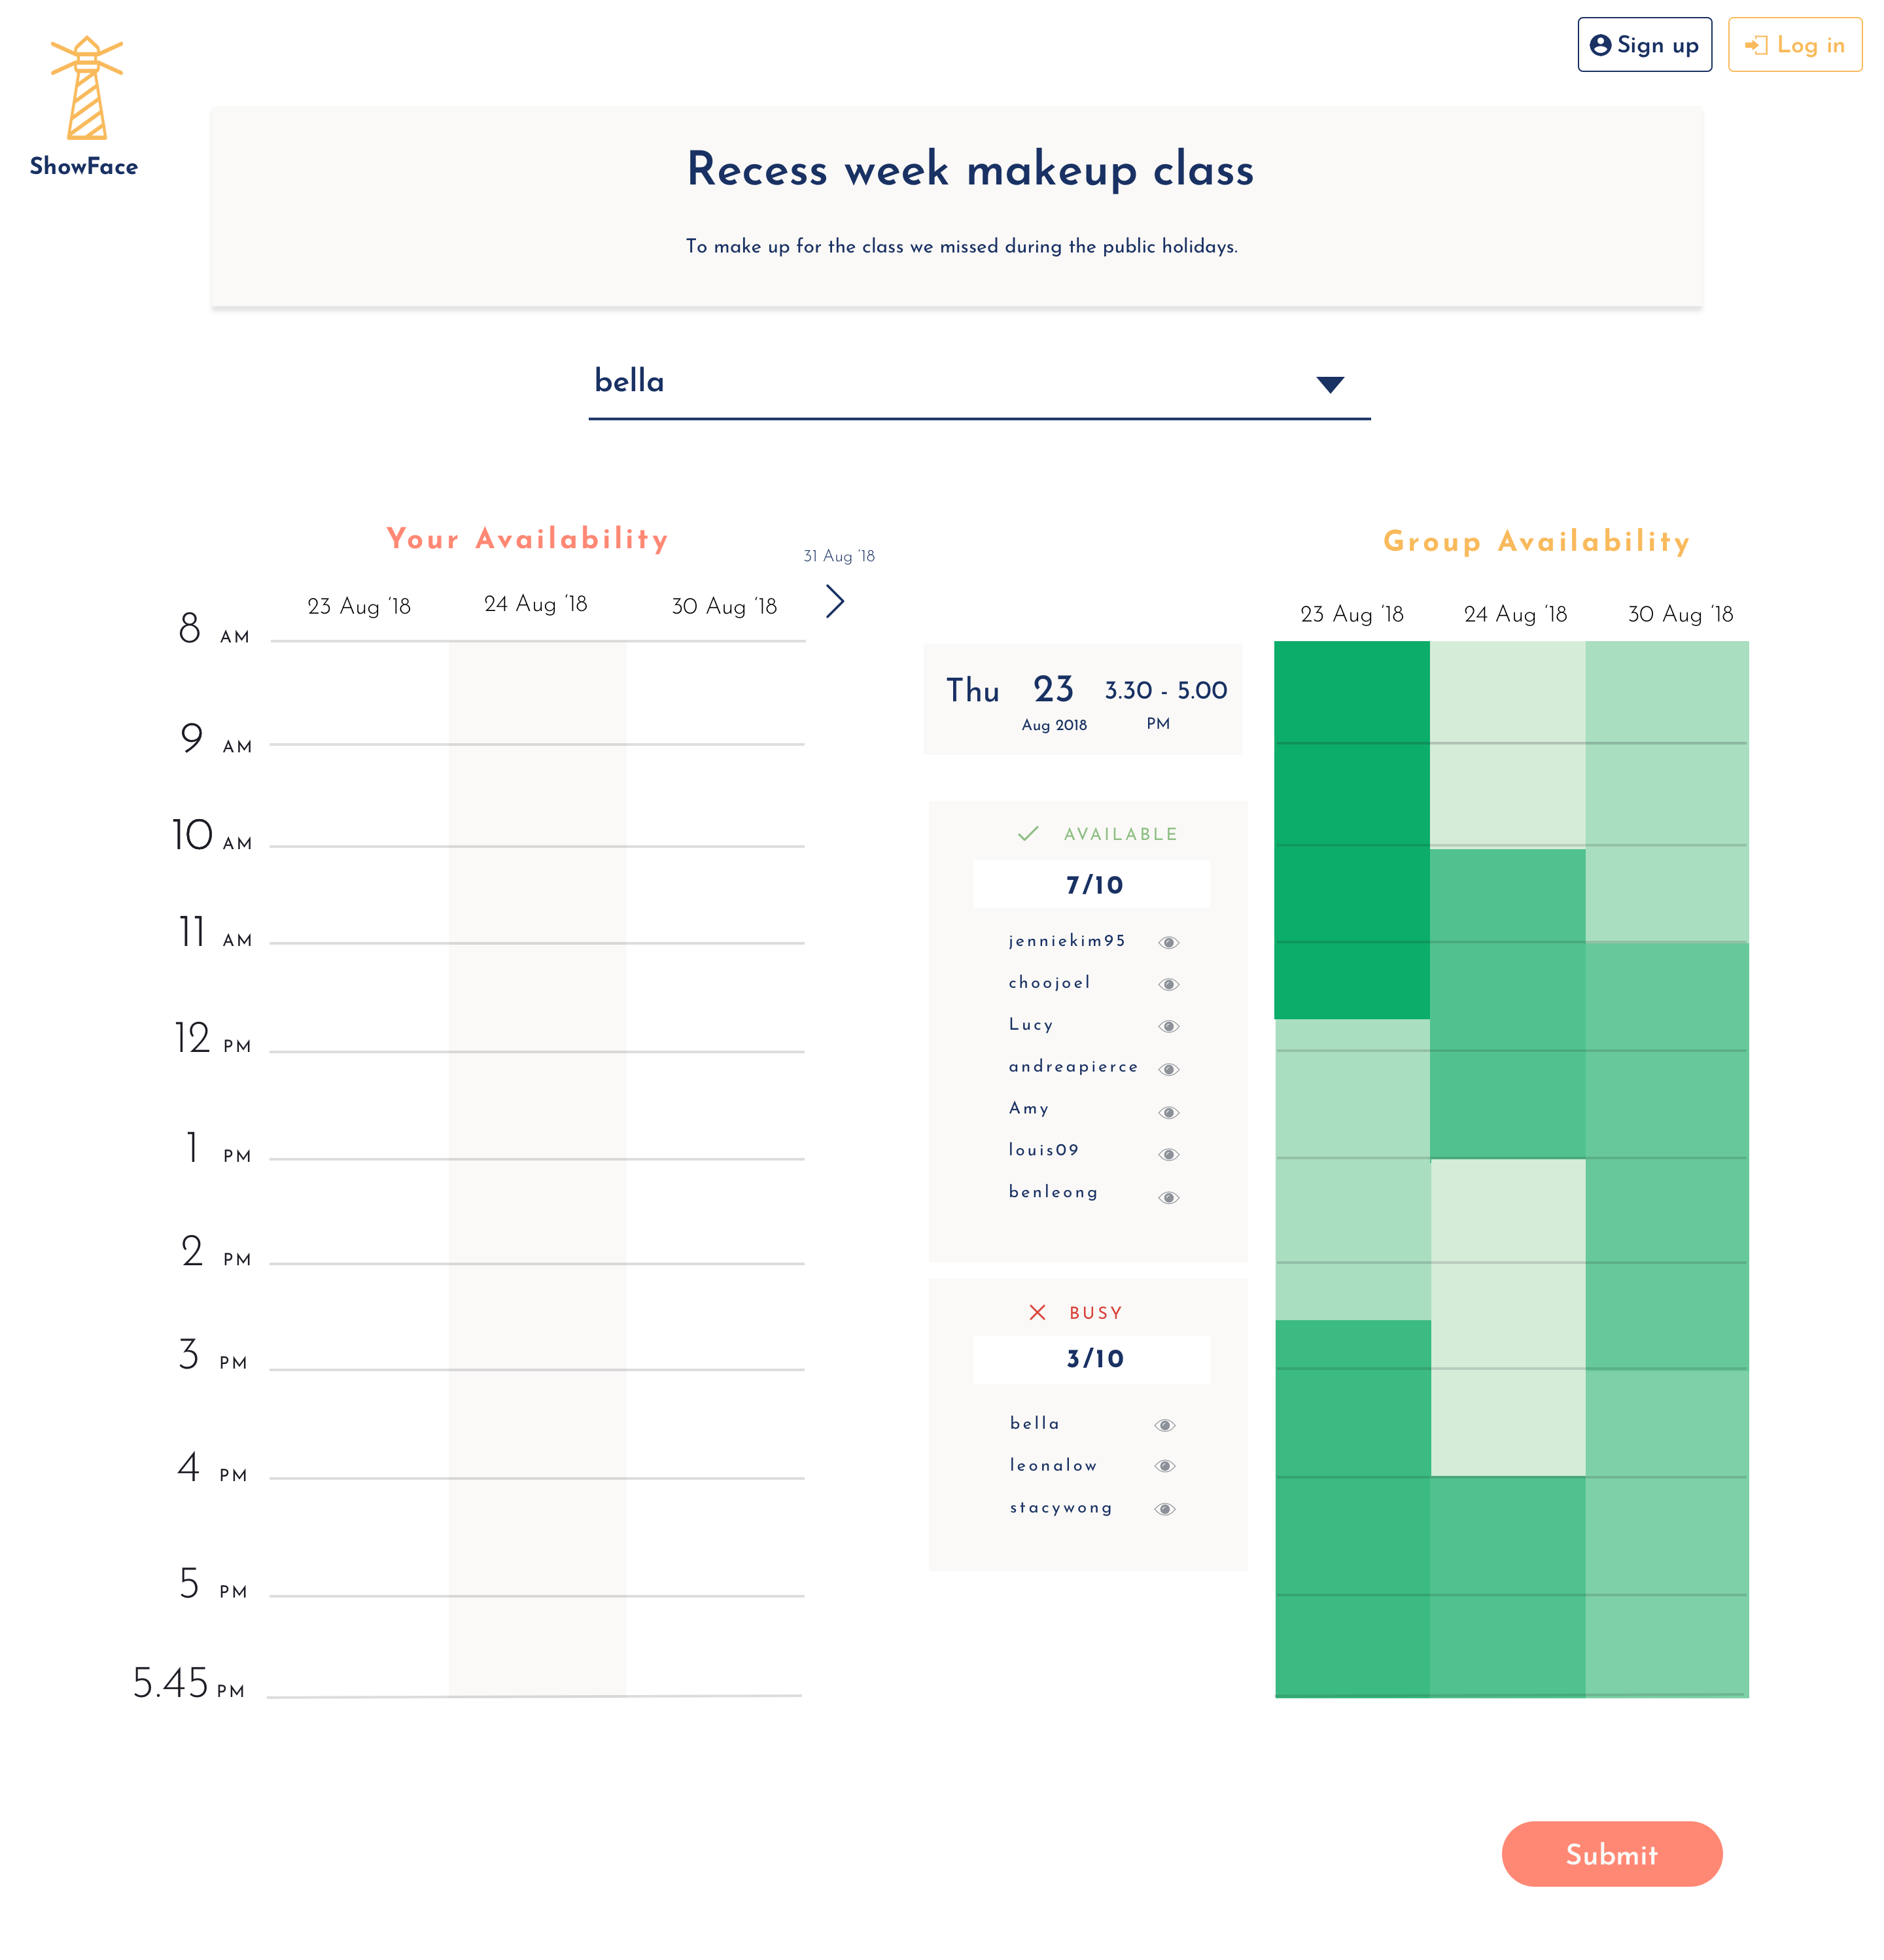 Sign up
Log in
ShowFace
Recess week makeup class
To make up for the class we missed during the public holidays.
bella
Your Availability
31 Aug '18
23 Aug '18
24 Aug '18
30 Aug '18
8 AM
9 AM
10 AM
11 AM
12 PM
1 PM
2 PM
3 PM
4 PM
5 PM
5.45 PM
Thu 23 3.30 - 5.00
Aug 2018 PM
AVAILABLE
7/10
jenniekim95
choojoel
Lucy
andreapierce
Amy
louis09
benleong
BUSY
3/10
bella
leonalow
stacywong
Group Availability
23 Aug '18
24 Aug '18
30 Aug '18
Submit